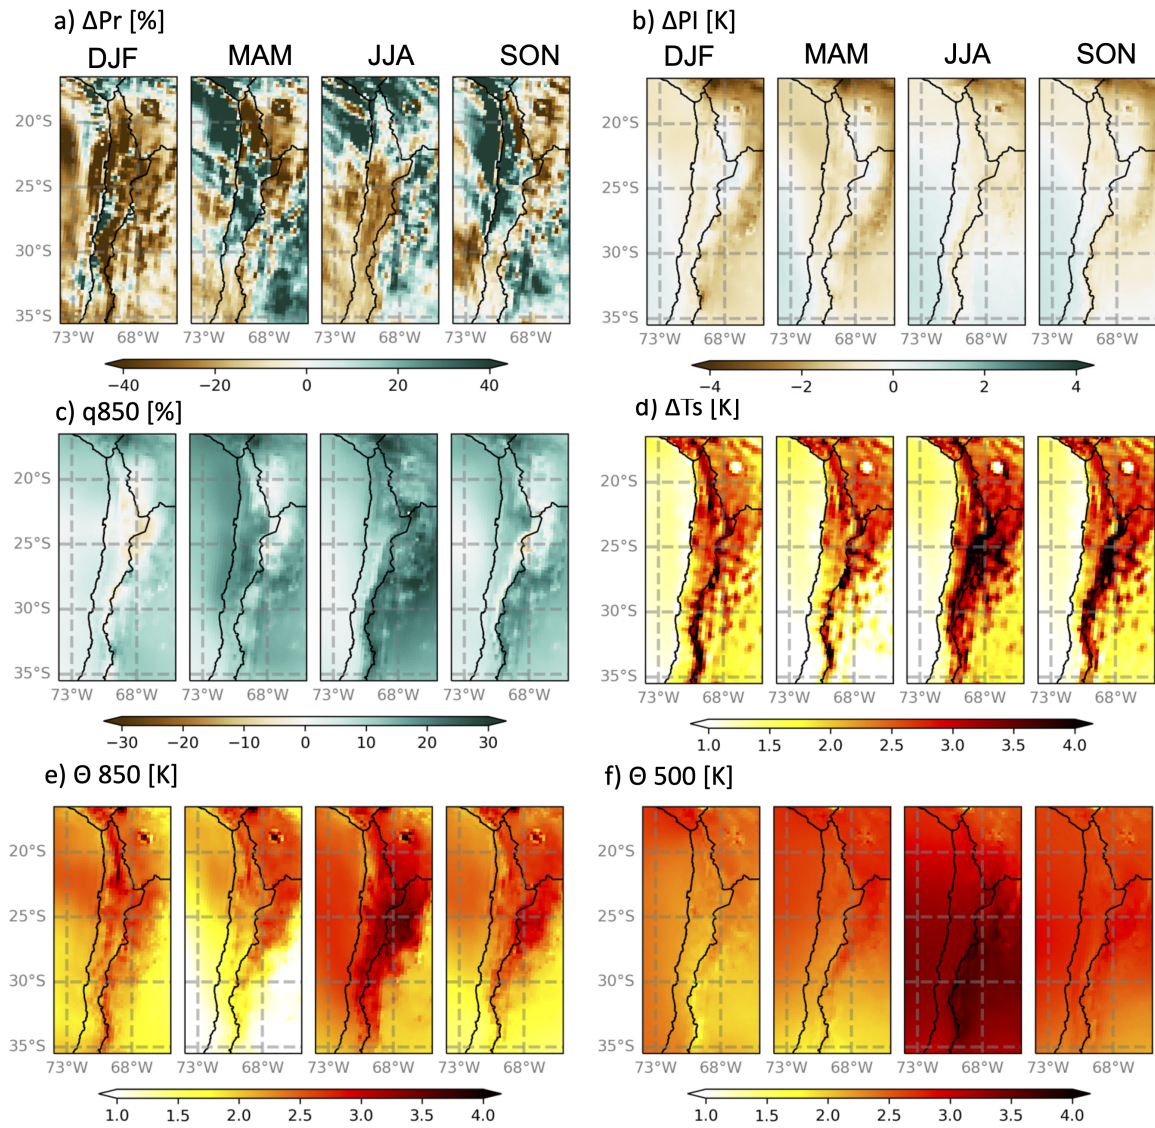 a) ΔPr [%]
DJF MAM JJA SON
20°S
25°S
30°S
35°S
73°W 68°W 73°W 68°W 73°W 68°W 73°W 68°W
−40 −20 0 20 40
b) ΔPI [K]
DJF MAM JJA SON
20°S
25°S
30°S
35°S
73°W 68°W 73°W 68°W 73°W 68°W 73°W 68°W
−4 −2 0 2 4
c) q850 [%]
20°S
25°S
30°S
35°S
73°W 68°W 73°W 68°W 73°W 68°W 73°W 68°W
−30 −20 −10 0 10 20 30
d) ΔTs [K]
20°S
25°S
30°S
35°S
73°W 68°W 73°W 68°W 73°W 68°W 73°W 68°W
1.0 1.5 2.0 2.5 3.0 3.5 4.0
e) Θ 850 [K]
20°S
25°S
30°S
35°S
73°W 68°W 73°W 68°W 73°W 68°W 73°W 68°W
1.0 1.5 2.0 2.5 3.0 3.5 4.0
f) Θ 500 [K]
20°S
25°S
30°S
35°S
73°W 68°W 73°W 68°W 73°W 68°W 73°W 68°W
1.0 1.5 2.0 2.5 3.0 3.5 4.0